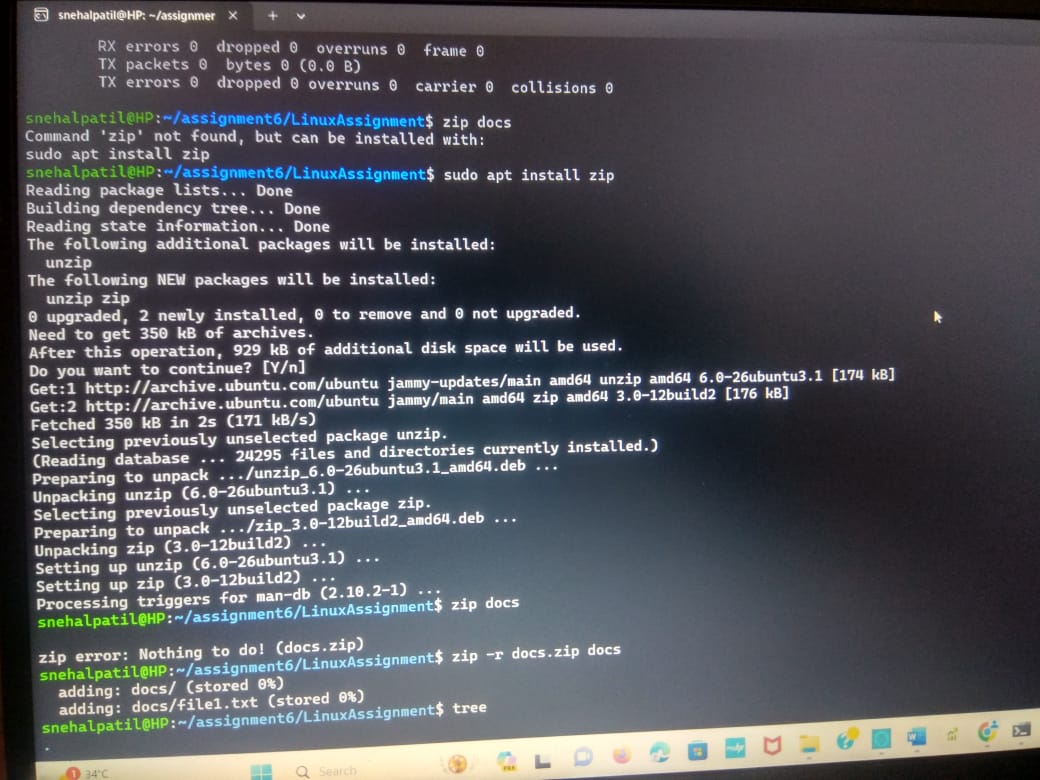 snehalpatil@HP: ~/assignmer
RX errors 0  dropped 0  overruns 0  frame 0
TX packets 0  bytes 0 (0.0 B)
TX errors 0  dropped 0 overruns 0  carrier 0  collisions 0
snehalpatil@HP:~/assignment6/LinuxAssignment$ zip docs
Command 'zip' not found, but can be installed with:
sudo apt install zip
snehalpatil@HP:~/assignment6/LinuxAssignment$ sudo apt install zip
Reading package lists... Done
Building dependency tree... Done
Reading state information... Done
The following additional packages will be installed:
unzip
The following NEW packages will be installed:
unzip zip
0 upgraded, 2 newly installed, 0 to remove and 0 not upgraded.
Need to get 350 kB of archives.
After this operation, 929 kB of additional disk space will be used.
Do you want to continue? [Y/n]
Get:1 http://archive.ubuntu.com/ubuntu jammy-updates/main amd64 unzip amd64 6.0-26ubuntu3.1 [174 kB]
Get:2 http://archive.ubuntu.com/ubuntu jammy/main amd64 zip amd64 3.0-12build2 [176 kB]
Fetched 350 kB in 2s (171 kB/s)
Selecting previously unselected package unzip.
(Reading database ... 24295 files and directories currently installed.)
Preparing to unpack .../unzip_6.0-26ubuntu3.1_amd64.deb ...
Unpacking unzip (6.0-26ubuntu3.1) ...
Selecting previously unselected package zip.
Preparing to unpack .../zip_3.0-12build2_amd64.deb ...
Unpacking zip (3.0-12build2) ...
Setting up unzip (6.0-26ubuntu3.1) ...
Setting up zip (3.0-12build2) ...
Processing triggers for man-db (2.10.2-1) ...
snehalpatil@HP:~/assignment6/LinuxAssignment$ zip docs
zip error: Nothing to do! (docs.zip)
snehalpatil@HP:~/assignment6/LinuxAssignment$ zip -r docs.zip docs
adding: docs/ (stored 0%)
adding: docs/file1.txt (stored 0%)
snehalpatil@HP:~/assignment6/LinuxAssignment$ tree
.
1 34°C Search